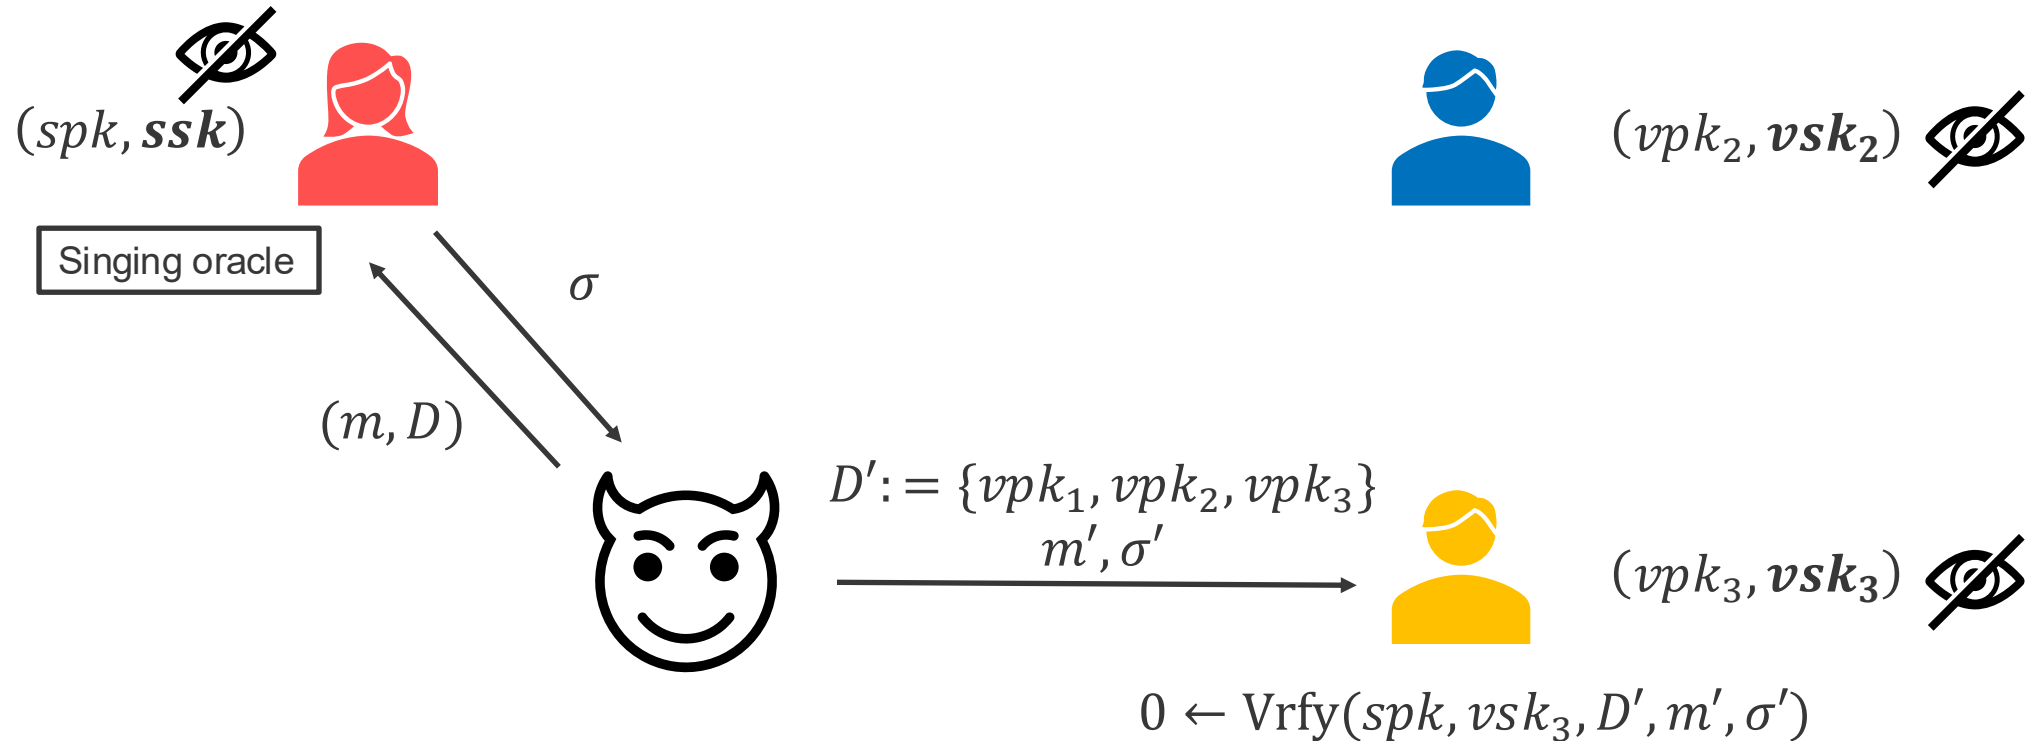 (spk, ssk)
(vpk₂, vsk₂)
Singing oracle
σ
(m, D)
D′: = {vpk₁, vpk₂, vpk₃}
m′, σ′
(vpk₃, vsk₃)
0 ← Vrfy(spk, vsk₃, D′, m′, σ′)